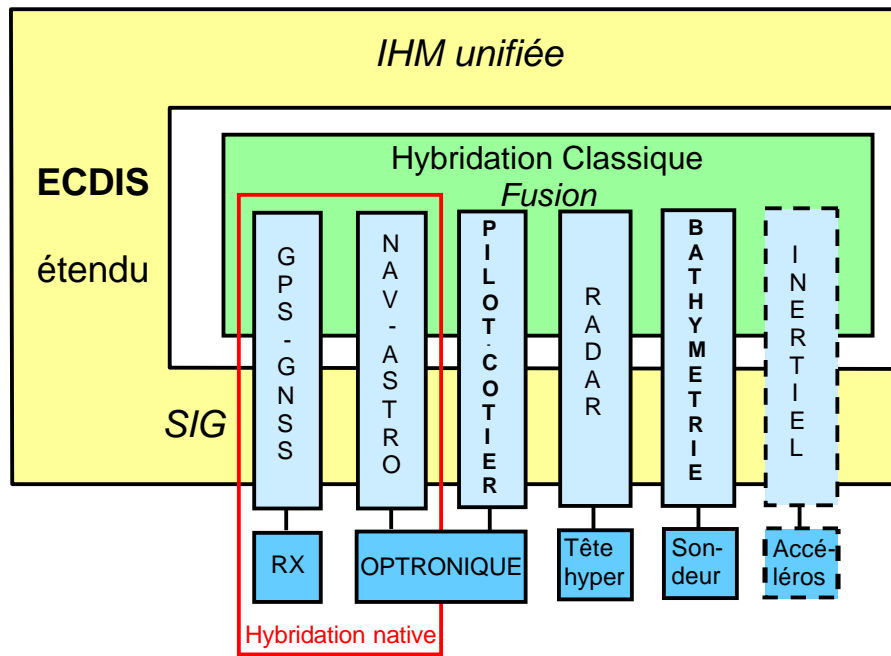 IHM unifiée
ECDIS
étendu
Hybridation Classique
Fusion
GPS-GNSS
NAV-ASTRO
PILOT-COTIER
RADAR
BATHYMETRIE
INERTIEL
SIG
RX
OPTRONIQUE
Tête
hyper
Son-
deur
Accé-
léros
Hybridation native